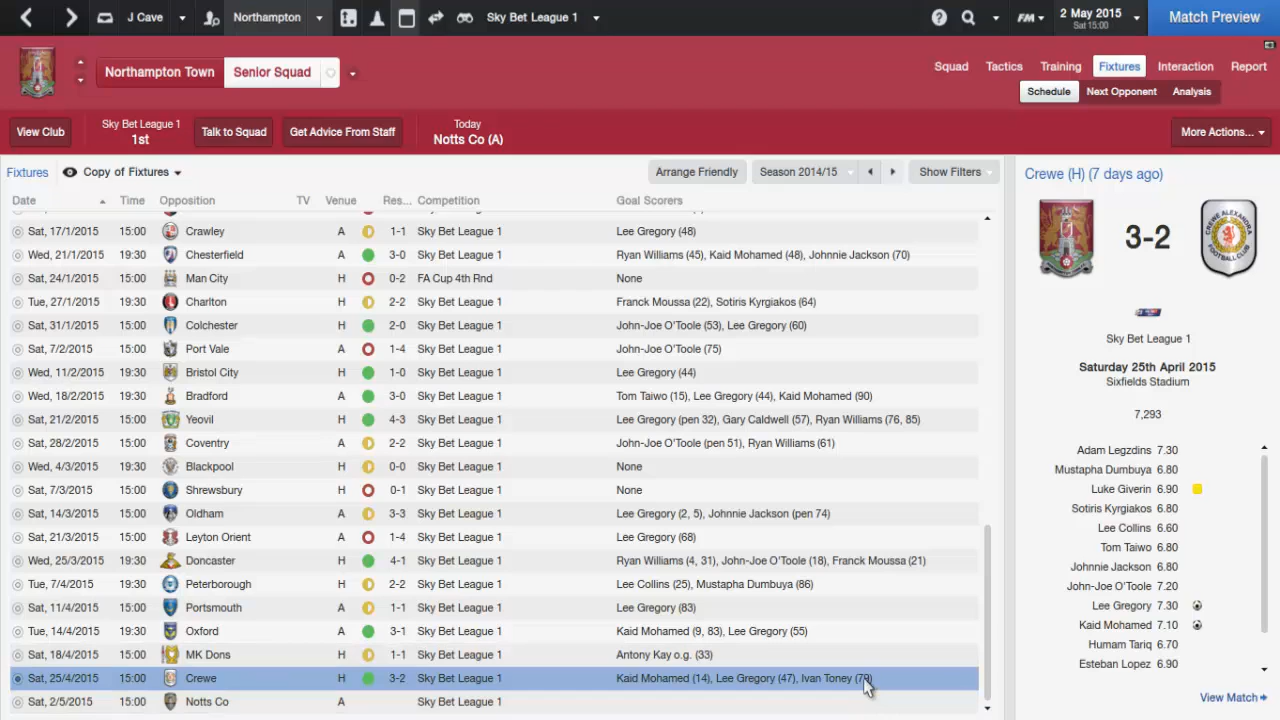 J Cave Northampton Sky Bet League 1 FM 2 May 2015 Sat 15:00 Match Preview
Northampton Town Senior Squad Squad Tactics Training Fixtures Interaction Report
Schedule Next Opponent Analysis
View Club Sky Bet League 1 1st Talk to Squad Get Advice From Staff Today Notts Co (A) More Actions...
Fixtures Copy of Fixtures Arrange Friendly Season 2014/15 Show Filters
Date Time Opposition TV Venue Res... Competition Goal Scorers
Sat, 17/1/2015 15:00 Crawley A 1-1 Sky Bet League 1 Lee Gregory (48)
Wed, 21/1/2015 19:30 Chesterfield A 3-0 Sky Bet League 1 Ryan Williams (45), Kaid Mohamed (48), Johnnie Jackson (70)
Sat, 24/1/2015 15:00 Man City H 0-2 FA Cup 4th Rnd None
Tue, 27/1/2015 19:30 Charlton H 2-2 Sky Bet League 1 Franck Moussa (22), Sotiris Kyrgiakos (64)
Sat, 31/1/2015 15:00 Colchester H 2-0 Sky Bet League 1 John-Joe O'Toole (53), Lee Gregory (60)
Sat, 7/2/2015 15:00 Port Vale A 1-4 Sky Bet League 1 John-Joe O'Toole (75)
Wed, 11/2/2015 19:30 Bristol City H 1-0 Sky Bet League 1 Lee Gregory (44)
Wed, 18/2/2015 19:30 Bradford A 3-0 Sky Bet League 1 Tom Taiwo (15), Lee Gregory (44), Kaid Mohamed (90)
Sat, 21/2/2015 15:00 Yeovil H 4-3 Sky Bet League 1 Lee Gregory (pen 32), Gary Caldwell (57), Ryan Williams (76, 85)
Sat, 28/2/2015 15:00 Coventry A 2-2 Sky Bet League 1 John-Joe O'Toole (pen 51), Ryan Williams (61)
Wed, 4/3/2015 19:30 Blackpool H 0-0 Sky Bet League 1 None
Sat, 7/3/2015 15:00 Shrewsbury H 0-1 Sky Bet League 1 None
Sat, 14/3/2015 15:00 Oldham A 3-3 Sky Bet League 1 Lee Gregory (2, 5), Johnnie Jackson (pen 74)
Sat, 21/3/2015 15:00 Leyton Orient A 1-4 Sky Bet League 1 Lee Gregory (68)
Wed, 25/3/2015 19:30 Doncaster H 4-1 Sky Bet League 1 Ryan Williams (4, 31), John-Joe O'Toole (18), Franck Moussa (21)
Tue, 7/4/2015 19:30 Peterborough H 2-2 Sky Bet League 1 Lee Collins (25), Mustapha Dumbuya (86)
Sat, 11/4/2015 15:00 Portsmouth A 1-1 Sky Bet League 1 Lee Gregory (83)
Tue, 14/4/2015 19:30 Oxford A 3-1 Sky Bet League 1 Kaid Mohamed (9, 83), Lee Gregory (55)
Sat, 18/4/2015 15:00 MK Dons H 1-1 Sky Bet League 1 Antony Kay o.g. (33)
Sat, 25/4/2015 15:00 Crewe H 3-2 Sky Bet League 1 Kaid Mohamed (14), Lee Gregory (47), Ivan Toney
Sat, 2/5/2015 15:00 Notts Co A Sky Bet League 1
Crewe (H) (7 days ago)
3-2
Sky Bet League 1
Saturday 25th April 2015
Sixfields Stadium
7,293
Adam Legzdins 7.30
Mustapha Dumbuya 6.80
Luke Giverin 6.90
Sotiris Kyrgiakos 6.80
Lee Collins 6.60
Tom Taiwo 6.80
Johnnie Jackson 6.80
John-Joe O'Toole 7.20
Lee Gregory 7.30
Kaid Mohamed 7.10
Humam Tariq 6.70
Esteban Lopez 6.90
View Match